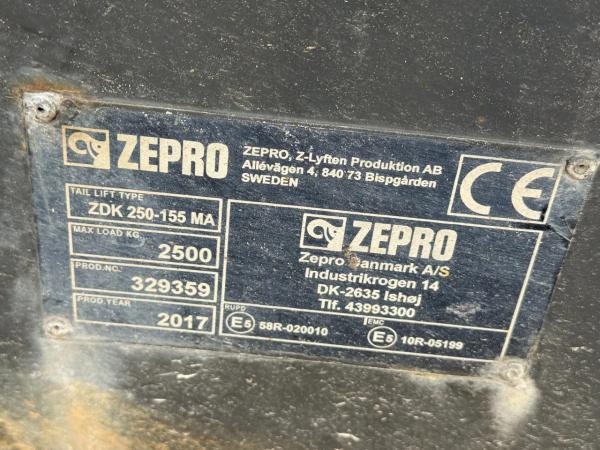 ZEPRO
ZEPRO, Z-Lyften Produktion AB
Allévägen 4, 840 73 Bispgården
SWEDEN
CE
TAIL LIFT TYPE
ZDK 250-155 MA
MAX LOAD KG.
2500
PROD.NO.
329359
PROD.YEAR
2017
ZEPRO
Zepro Danmark A/S
Industrikrogen 14
DK-2635 Ishøj
Tlf. 43993300
RUPD
E5 58R-020010
EMC
E5 10R-05199